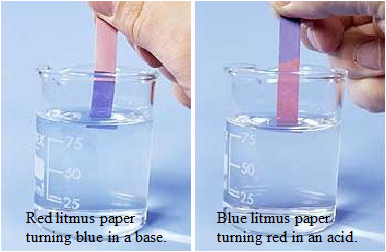 75
50
25
Red litmus paper
turning blue in a base.
75
50
25
Blue litmus paper
turning red in an acid.